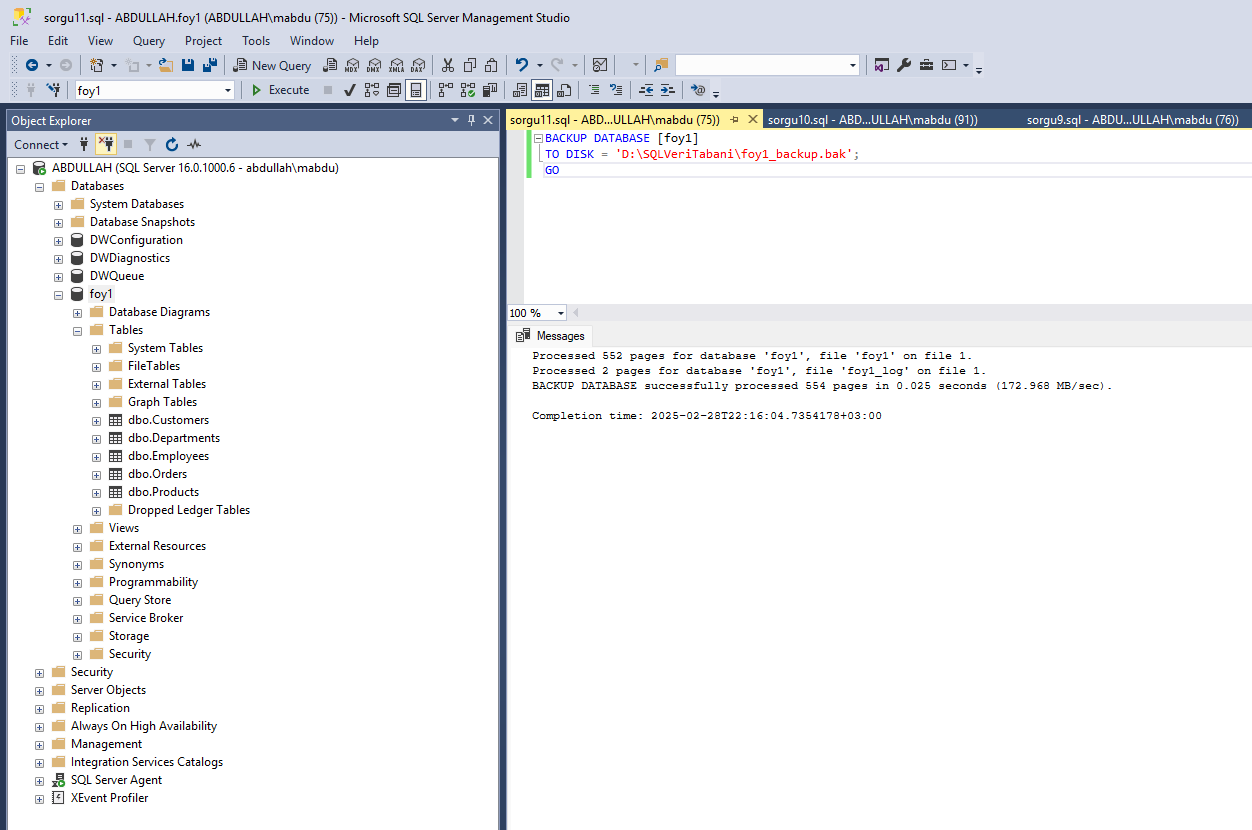 sorgu11.sql - ABDULLAH.foy1 (ABDULLAH\mabdu (75)) - Microsoft SQL Server Management Studio
File Edit View Query Project Tools Window Help
New Query MDX DMX XMLA DAX
foy1 Execute
Object Explorer
Connect
ABDULLAH (SQL Server 16.0.1000.6 - abdullah\mabdu)
Databases
System Databases
Database Snapshots
DWConfiguration
DWDiagnostics
DWQueue
foy1
Database Diagrams
Tables
System Tables
FileTables
External Tables
Graph Tables
dbo.Customers
dbo.Departments
dbo.Employees
dbo.Orders
dbo.Products
Dropped Ledger Tables
Views
External Resources
Synonyms
Programmability
Query Store
Service Broker
Storage
Security
Security
Server Objects
Replication
Always On High Availability
Management
Integration Services Catalogs
SQL Server Agent
XEvent Profiler
sorgu11.sql - ABD...ULLAH\mabdu (75)) sorgu10.sql - ABD...ULLAH\mabdu (91)) sorgu9.sql - ABDU...ULLAH\mabdu (76))
BACKUP DATABASE [foy1]
TO DISK = 'D:\SQLVeriTabani\foy1_backup.bak';
GO
100 %
Messages
Processed 552 pages for database 'foy1', file 'foy1' on file 1.
Processed 2 pages for database 'foy1', file 'foy1_log' on file 1.
BACKUP DATABASE successfully processed 554 pages in 0.025 seconds (172.968 MB/sec).
Completion time: 2025-02-28T22:16:04.7354178+03:00